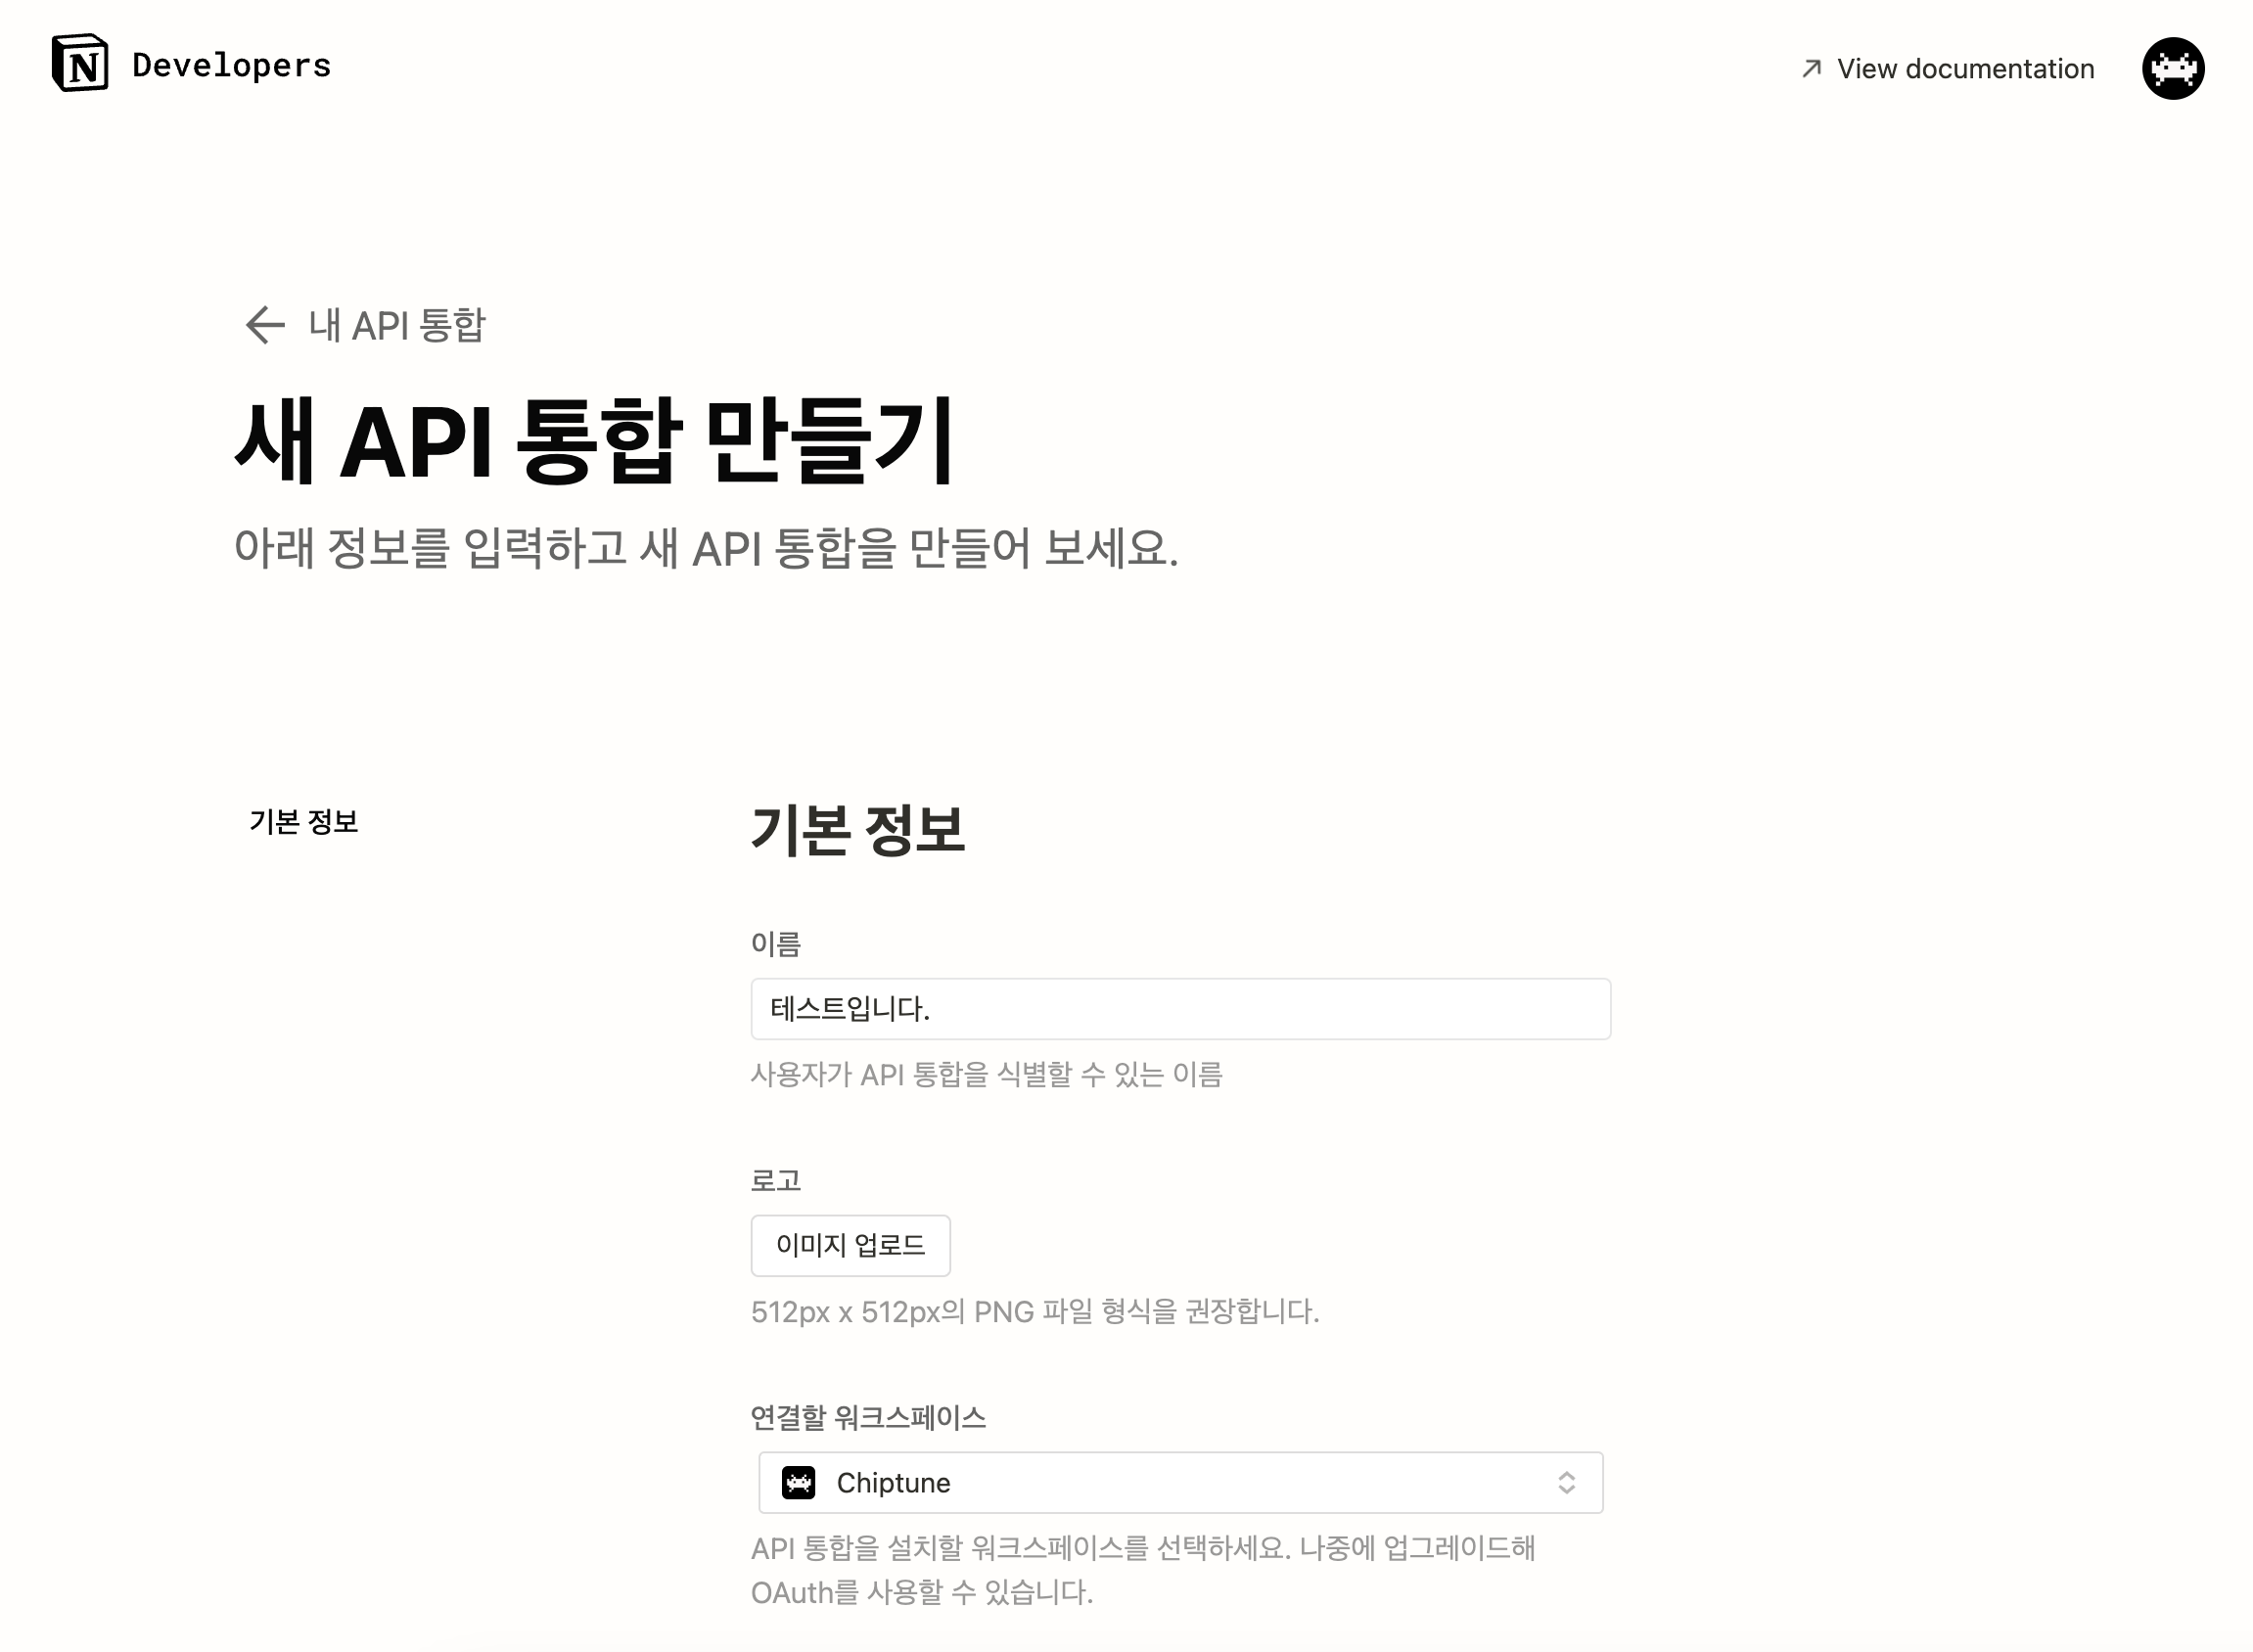 Developers
View documentation
내 API 통합
새 API 통합 만들기
아래 정보를 입력하고 새 API 통합을 만들어 보세요.
기본 정보
기본 정보
이름
테스트입니다.
사용자가 API 통합을 식별할 수 있는 이름
로고
이미지 업로드
512px x 512px의 PNG 파일 형식을 권장합니다.
연결할 워크스페이스
Chiptune
API 통합을 설치할 워크스페이스를 선택하세요. 나중에 업그레이드해
OAuth를 사용할 수 있습니다.